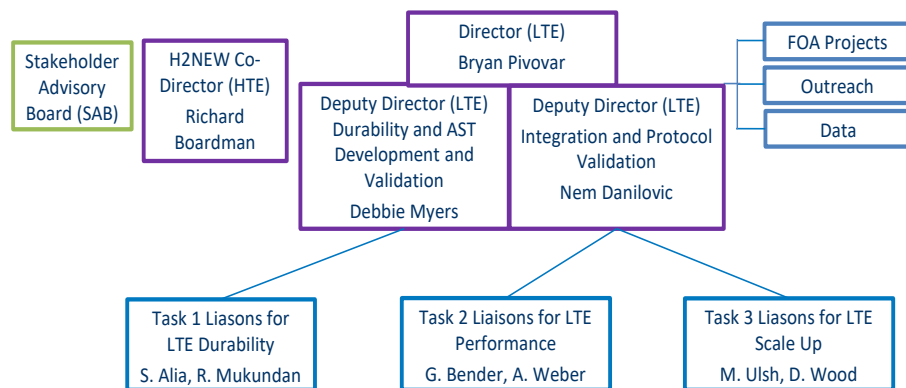 Stakeholder
Advisory
Board (SAB)
H2NEW Co-
Director (HTE)
Richard
Boardman
Director (LTE)
Bryan Pivovar
Deputy Director (LTE)
Durability and AST
Development and
Validation
Debbie Myers
Deputy Director (LTE)
Integration and Protocol
Validation
Nem Danilovic
FOA Projects
Outreach
Data
Task 1 Liasons for
LTE Durability
S. Alia, R. Mukundan
Task 2 Liaisons for LTE
Performance
G. Bender, A. Weber
Task 3 Liasons for LTE
Scale Up
M. Ulsh, D. Wood